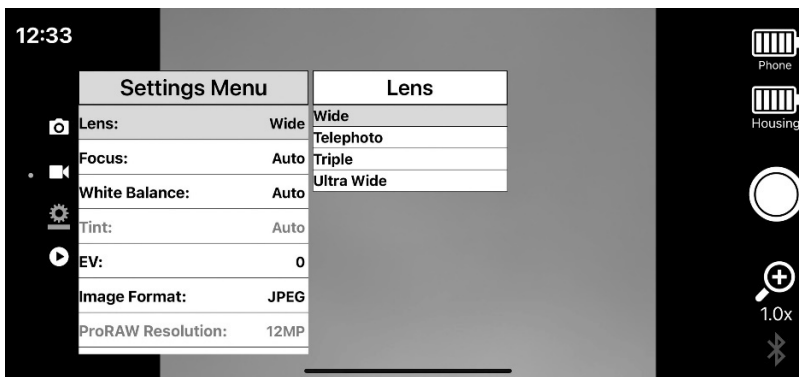 12:33
Settings Menu
Lens: Wide
Focus: Auto
White Balance: Auto
Tint: Auto
EV: 0
Image Format: JPEG
ProRAW Resolution: 12MP
Lens
Wide
Telephoto
Triple
Ultra Wide
Phone
Housing
1.0x